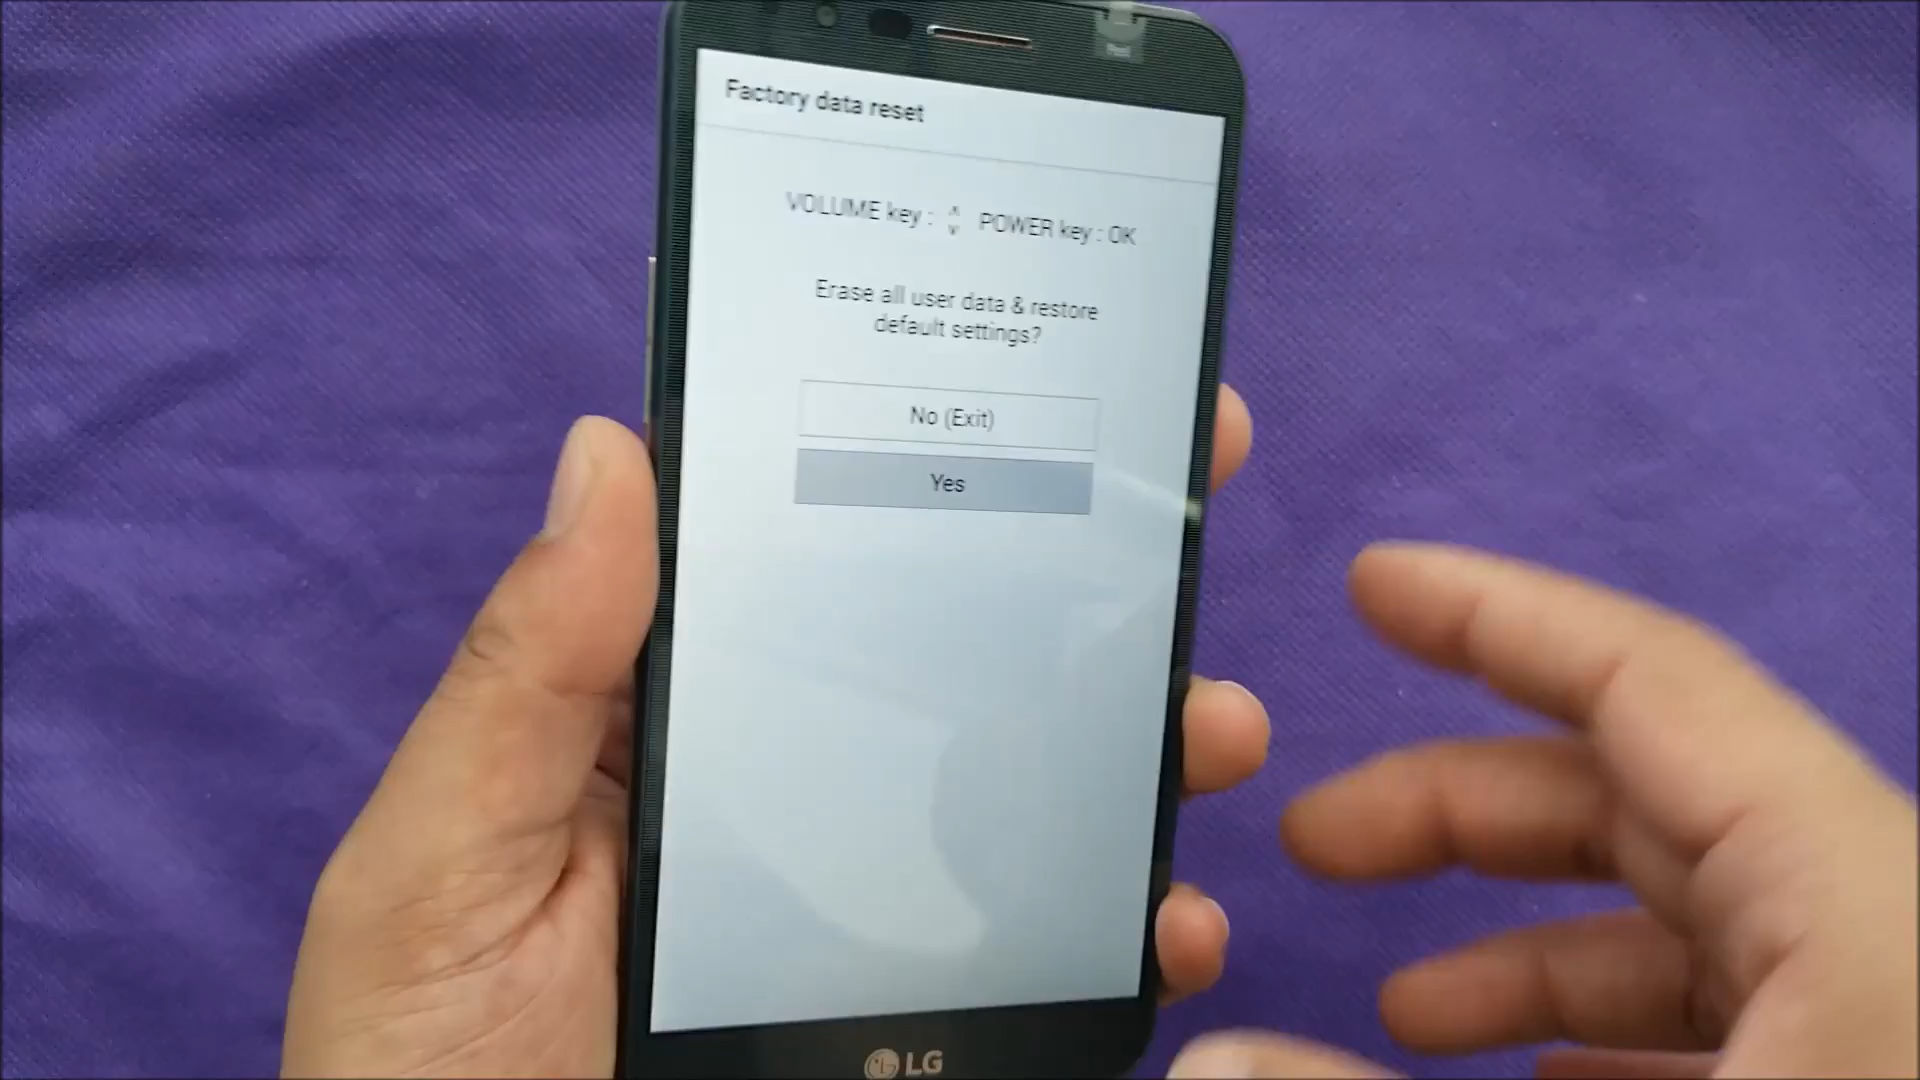 Factory data reset
VOLUME key : ^ v POWER key : OK
Erase all user data & restore
default settings?
No (Exit)
Yes
LG